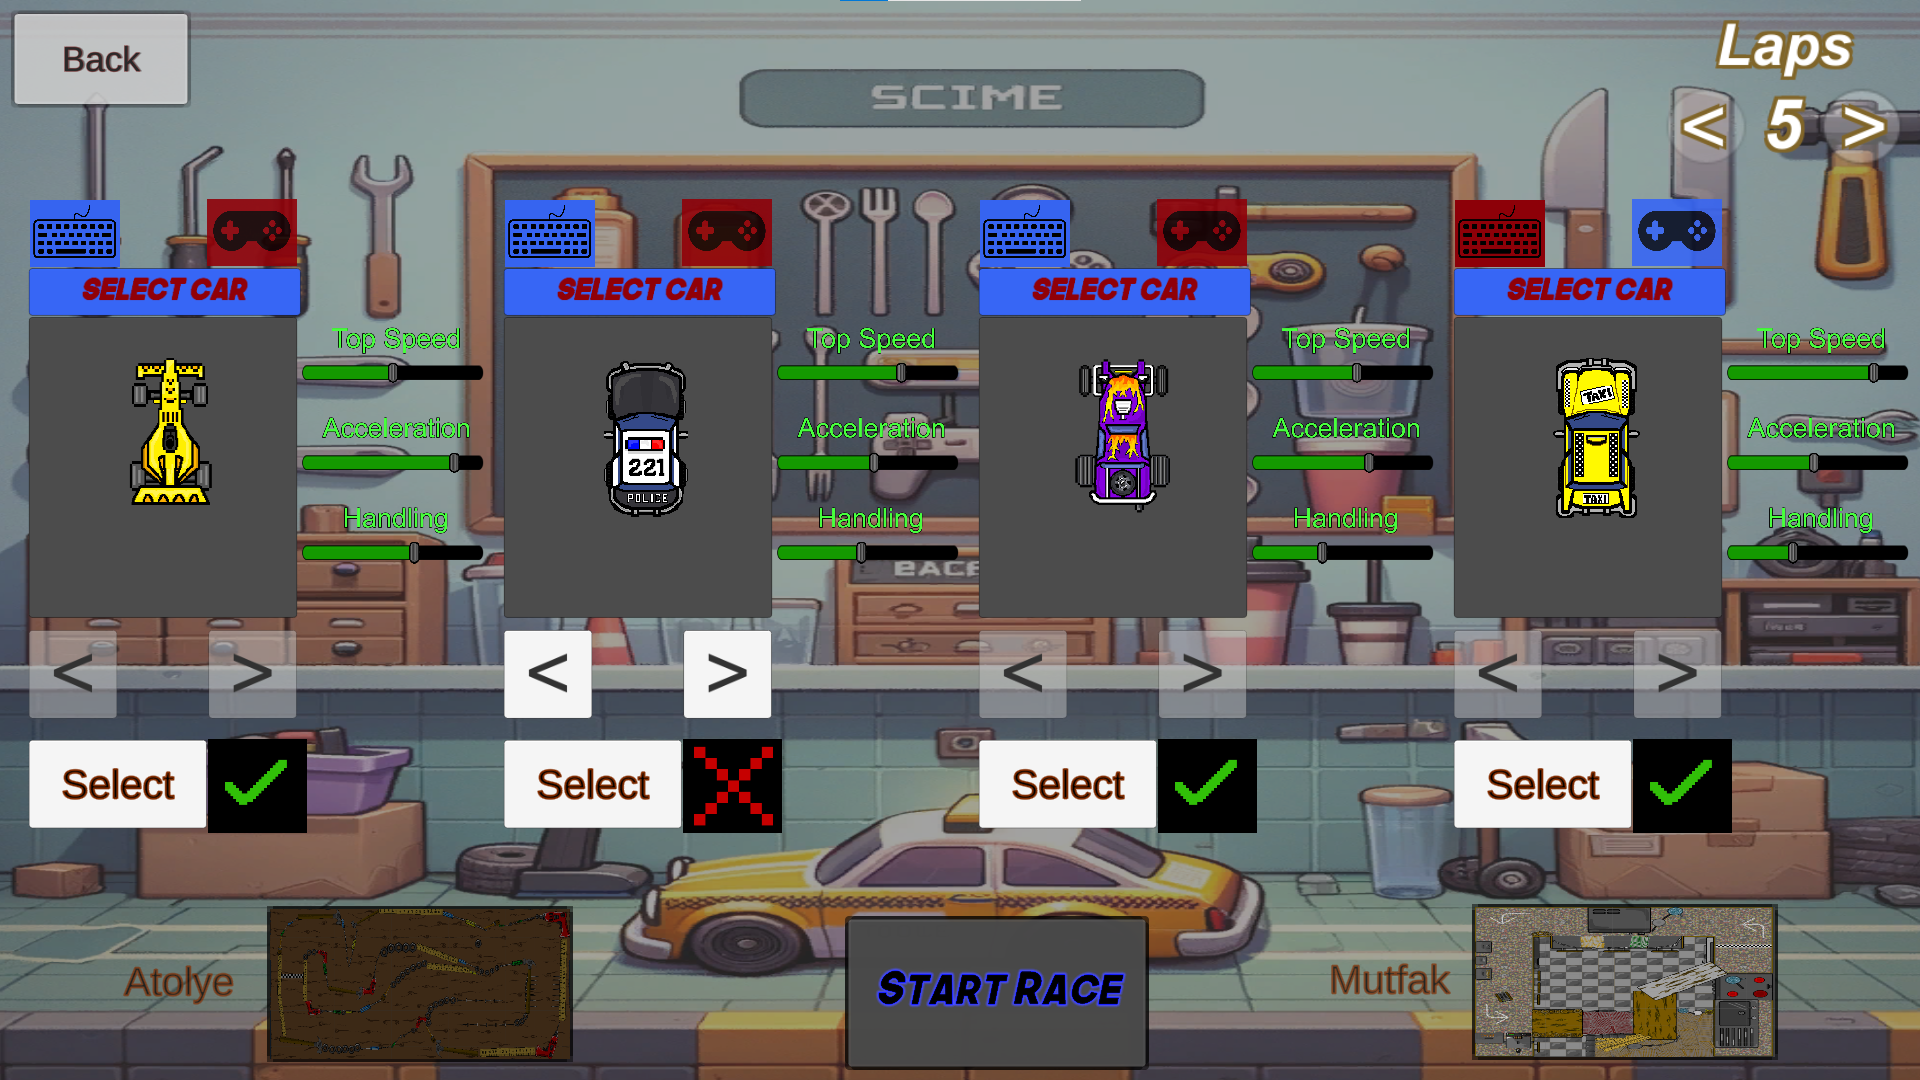 Back
SCIME
Laps
< 5 >
SELECT CAR
SELECT CAR
SELECT CAR
SELECT CAR
Top Speed
Acceleration
Handling
Top Speed
Acceleration
Handling
Top Speed
Acceleration
Handling
Top Speed
Acceleration
Handling
221
POLICE
TAXI
TAXI
< >
< >
< >
< >
Select
Select
Select
Select
Atolye
START RACE
Mutfak